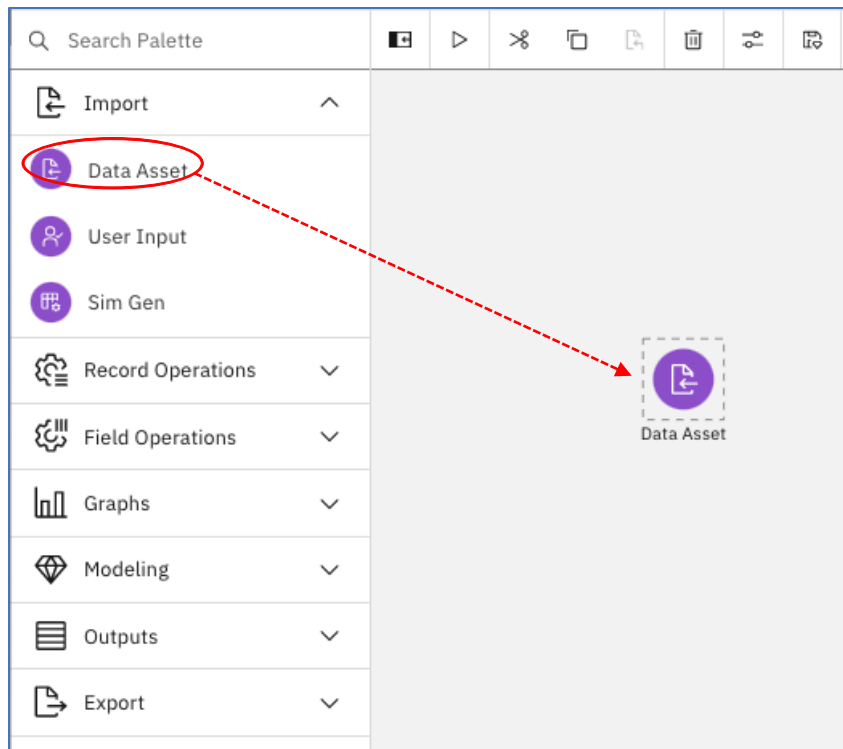 Search Palette
Import
Data Asset
User Input
Sim Gen
Record Operations
Field Operations
Graphs
Modeling
Outputs
Export
Data Asset